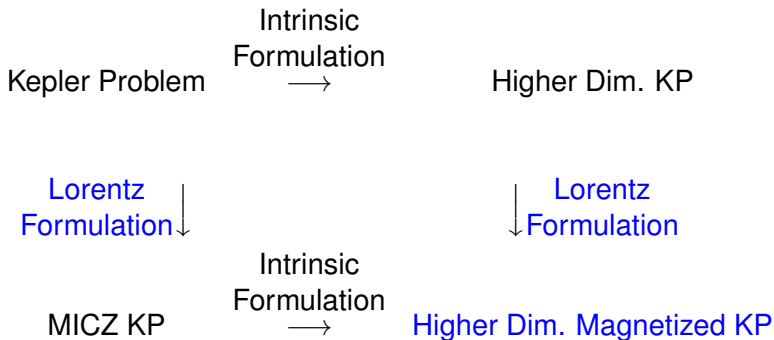 Intrinsic
Formulation
Kepler Problem → Higher Dim. KP
Lorentz ↓ Lorentz
Formulation Formulation
Intrinsic
Formulation
MICZ KP → Higher Dim. Magnetized KP